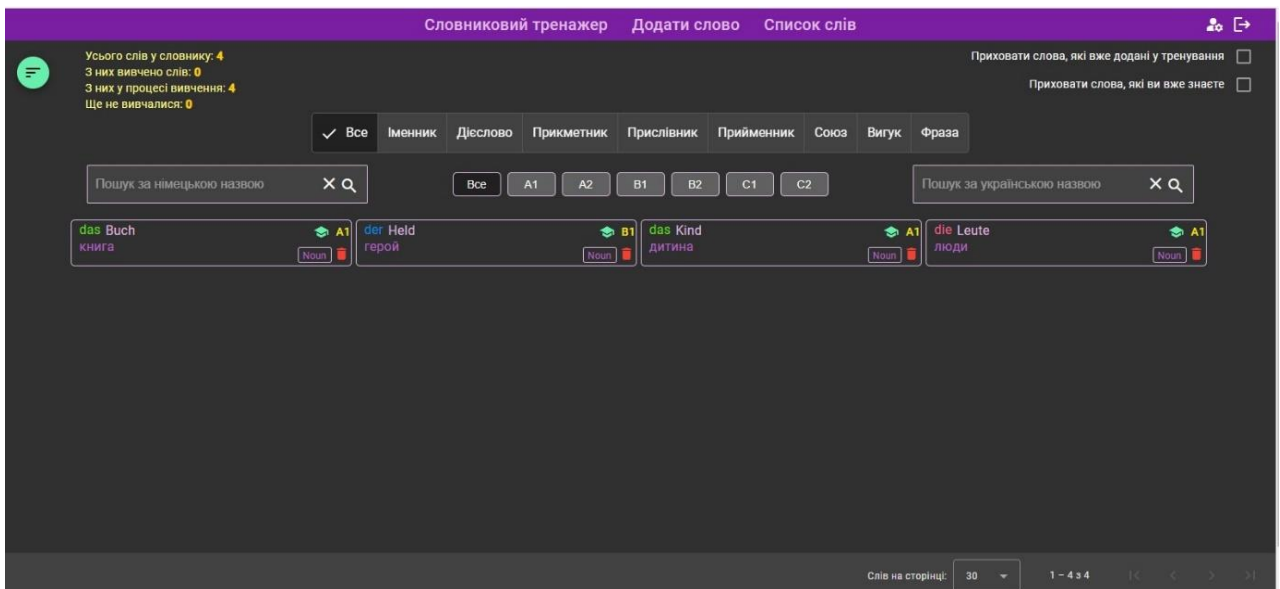 Словниковий тренажер Додати слово Список слів
Усього слів у словнику: 4
З них вивчено слів: 0
З них у процесі вивчення: 4
Ще не вивчалися: 0
Приховати слова, які вже додані у тренування
Приховати слова, які ви вже знаєте
Все Іменник Дієслово Прикметник Прислівник Прийменник Союз Вигук Фраза
Пошук за німецькою назвою
Все A1 A2 B1 B2 C1 C2
Пошук за українською назвою
das Buch A1
книга Noun
der Held B1
герой Noun
das Kind A1
дитина Noun
die Leute A1
люди Noun
Слів на сторінці: 30 1 – 4 з 4